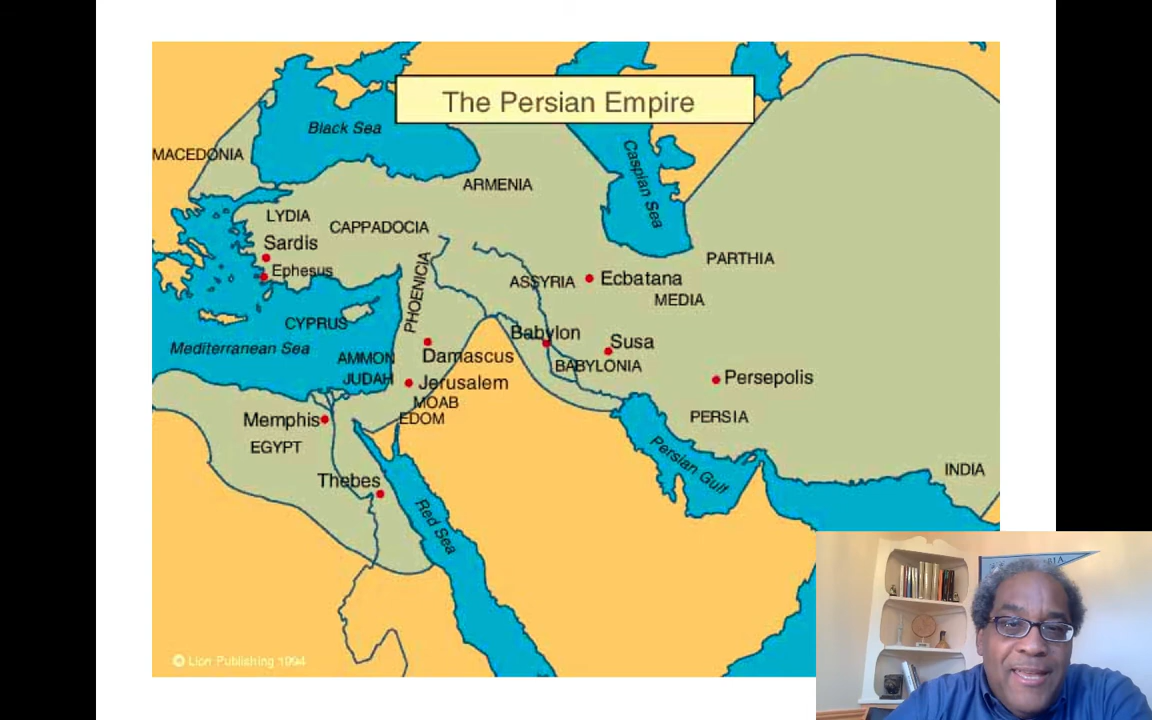 The Persian Empire
Black Sea
MACEDONIA
Caspian Sea
ARMENIA
LYDIA
CAPPADOCIA
Sardis
Ephesus
PHOENICIA
PARTHIA
ASSYRIA
Ecbatana
MEDIA
CYPRUS
Babylon
Susa
Mediterranean Sea
AMMON
Damascus
BABYLONIA
JUDAH
Jerusalem
Persepolis
MOAB
Memphis
EDOM
PERSIA
EGYPT
Persian Gulf
INDIA
Thebes
Red Sea
© Lion Publishing 1994